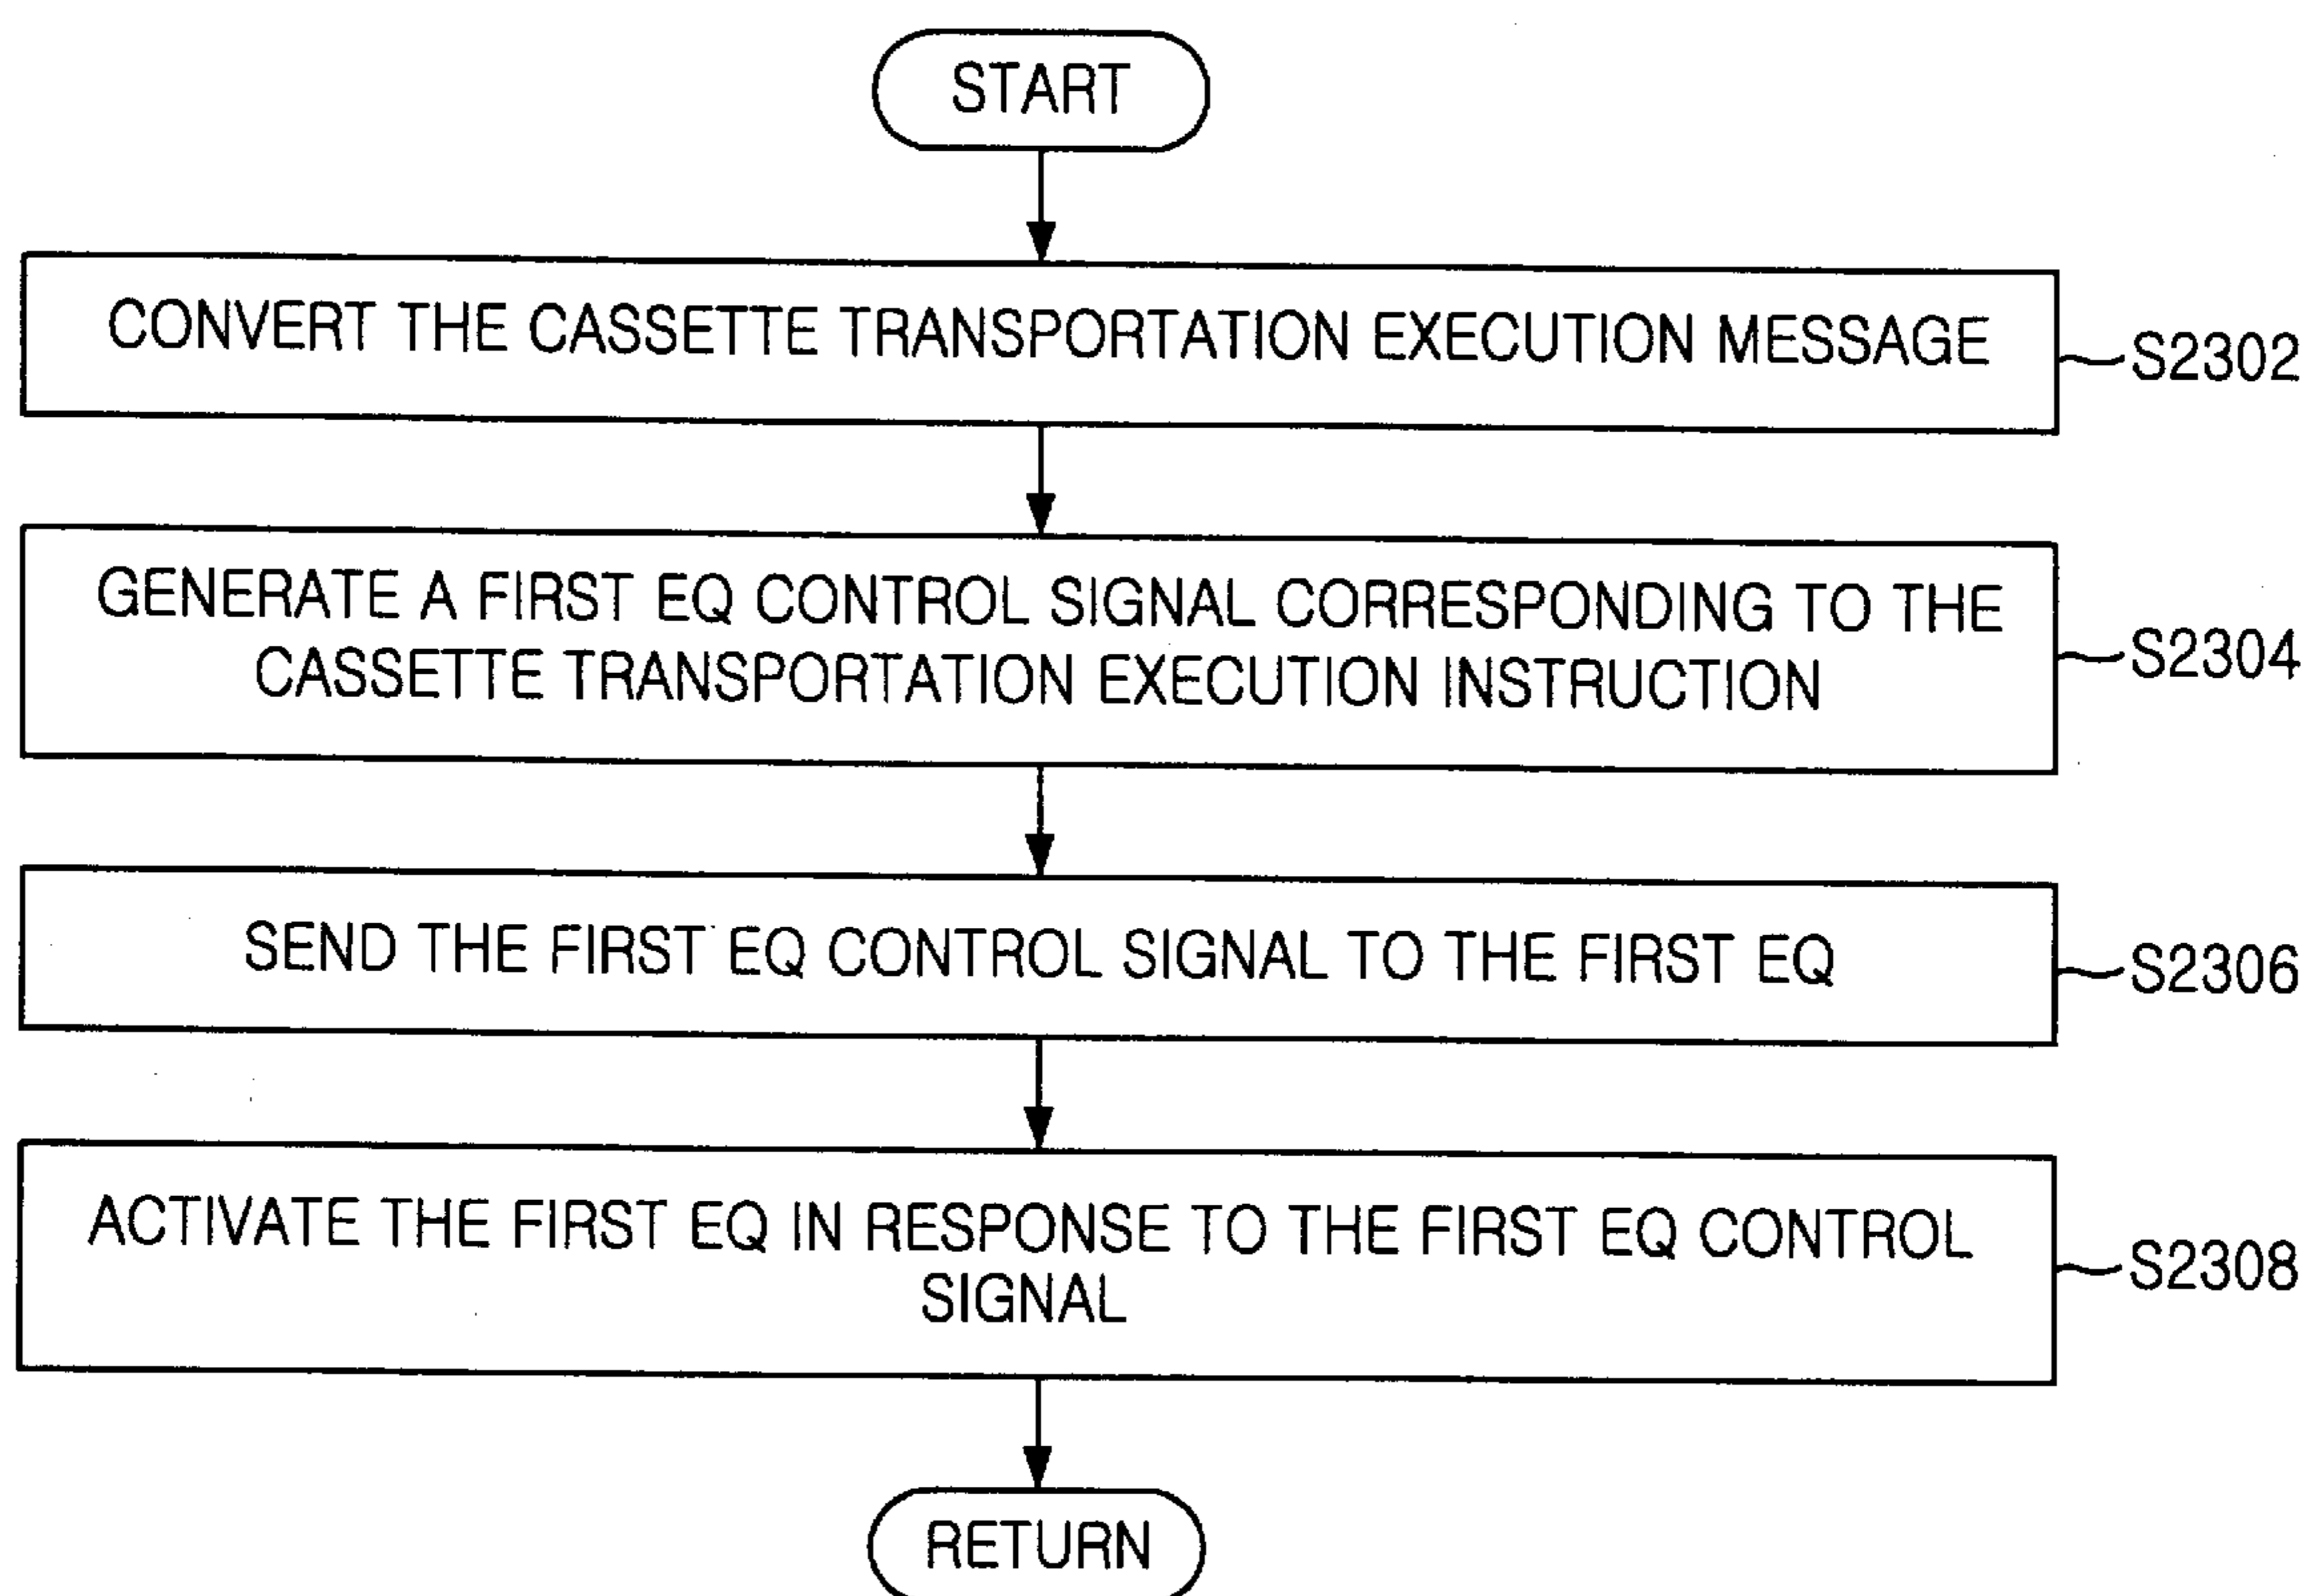 START
CONVERT THE CASSETTE TRANSPORTATION EXECUTION MESSAGE
S2302
GENERATE A FIRST EQ CONTROL SIGNAL CORRESPONDING TO THE
CASSETTE TRANSPORTATION EXECUTION INSTRUCTION
S2304
SEND THE FIRST EQ CONTROL SIGNAL TO THE FIRST EQ
S2306
ACTIVATE THE FIRST EQ IN RESPONSE TO THE FIRST EQ CONTROL
SIGNAL
S2308
RETURN